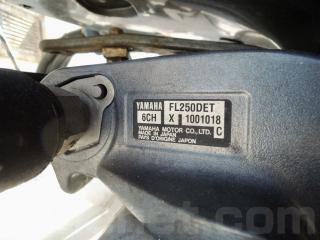 YAMAHA FL250DET
6CH X 1001018
YAMAHA MOTOR CO., LTD. C
MADE IN JAPAN
PAYS D'ORIGINE JAPON